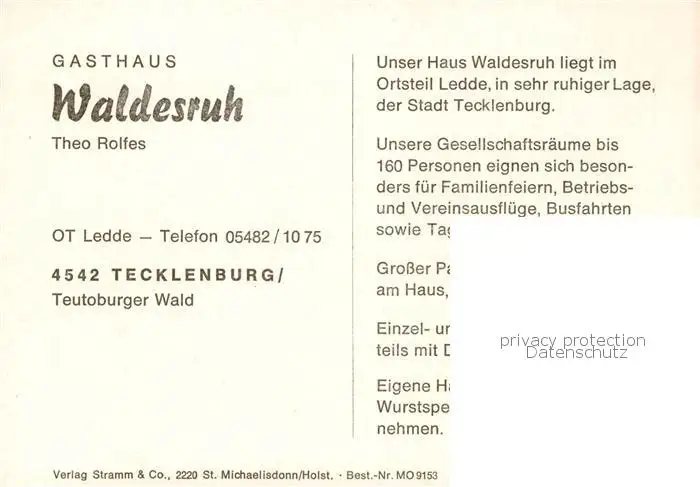 GASTHAUS
Waldesruh
Theo Rolfes
OT Ledde — Telefon 05482/1075
4542 TECKLENBURG/
Teutoburger Wald
Unser Haus Waldesruh liegt im
Ortsteil Ledde, in sehr ruhiger Lage,
der Stadt Tecklenburg.
Unsere Gesellschaftsräume bis
160 Personen eignen sich beson-
ders für Familienfeiern, Betriebs-
und Vereinsausflüge, Busfahrten
sowie
Großer
am Haus,
Einzel-
teils mit
Eigene
nehmen.
privacy protection
Datenschutz
Verlag Stramm & Co., 2220 St. Michaelisdonn/Holst. · Best.-Nr. MO9153